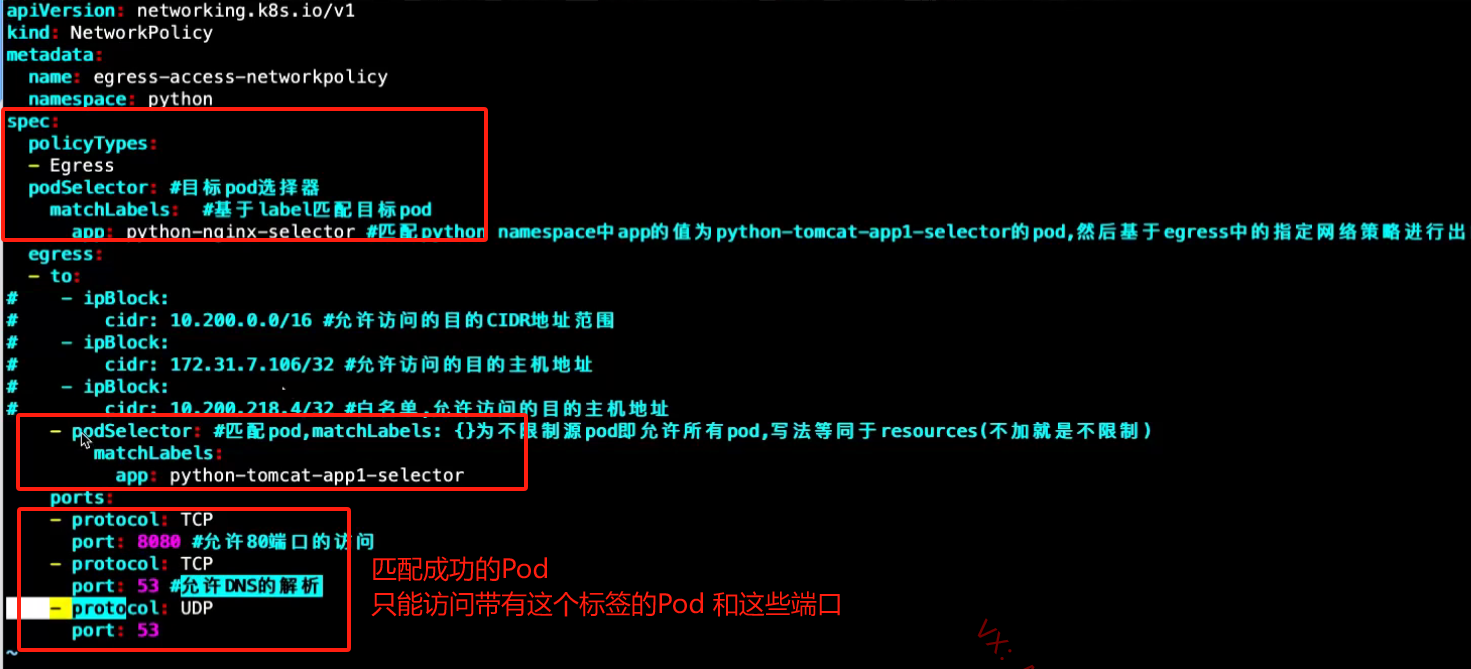 apiVersion: networking.k8s.io/v1
kind: NetworkPolicy
metadata:
  name: egress-access-networkpolicy
  namespace: python
spec:
  policyTypes:
  - Egress
  podSelector: #目标pod选择器
    matchLabels:  #基于label匹配目标pod
      app: python-nginx-selector #匹配python namespace中app的值为python-tomcat-app1-selector的pod,然后基于egress中的指定网络策略进行出
  egress:
  - to:
#    - ipBlock:
#        cidr: 10.200.0.0/16 #允许访问的目的CIDR地址范围
#    - ipBlock:
#        cidr: 172.31.7.106/32 #允许访问的目的主机地址
#    - ipBlock:
#        cidr: 10.200.218.4/32 #白名单,允许访问的目的主机地址
    - podSelector: #匹配pod,matchLabels: {}为不限制源pod即允许所有pod,写法等同于resources(不加就是不限制)
        matchLabels:
          app: python-tomcat-app1-selector
    ports:
    - protocol: TCP
      port: 8080 #允许80端口的访问
    - protocol: TCP
      port: 53 #允许DNS的解析
    - protocol: UDP
      port: 53
~
匹配成功的Pod
只能访问带有这个标签的Pod 和这些端口
VX: